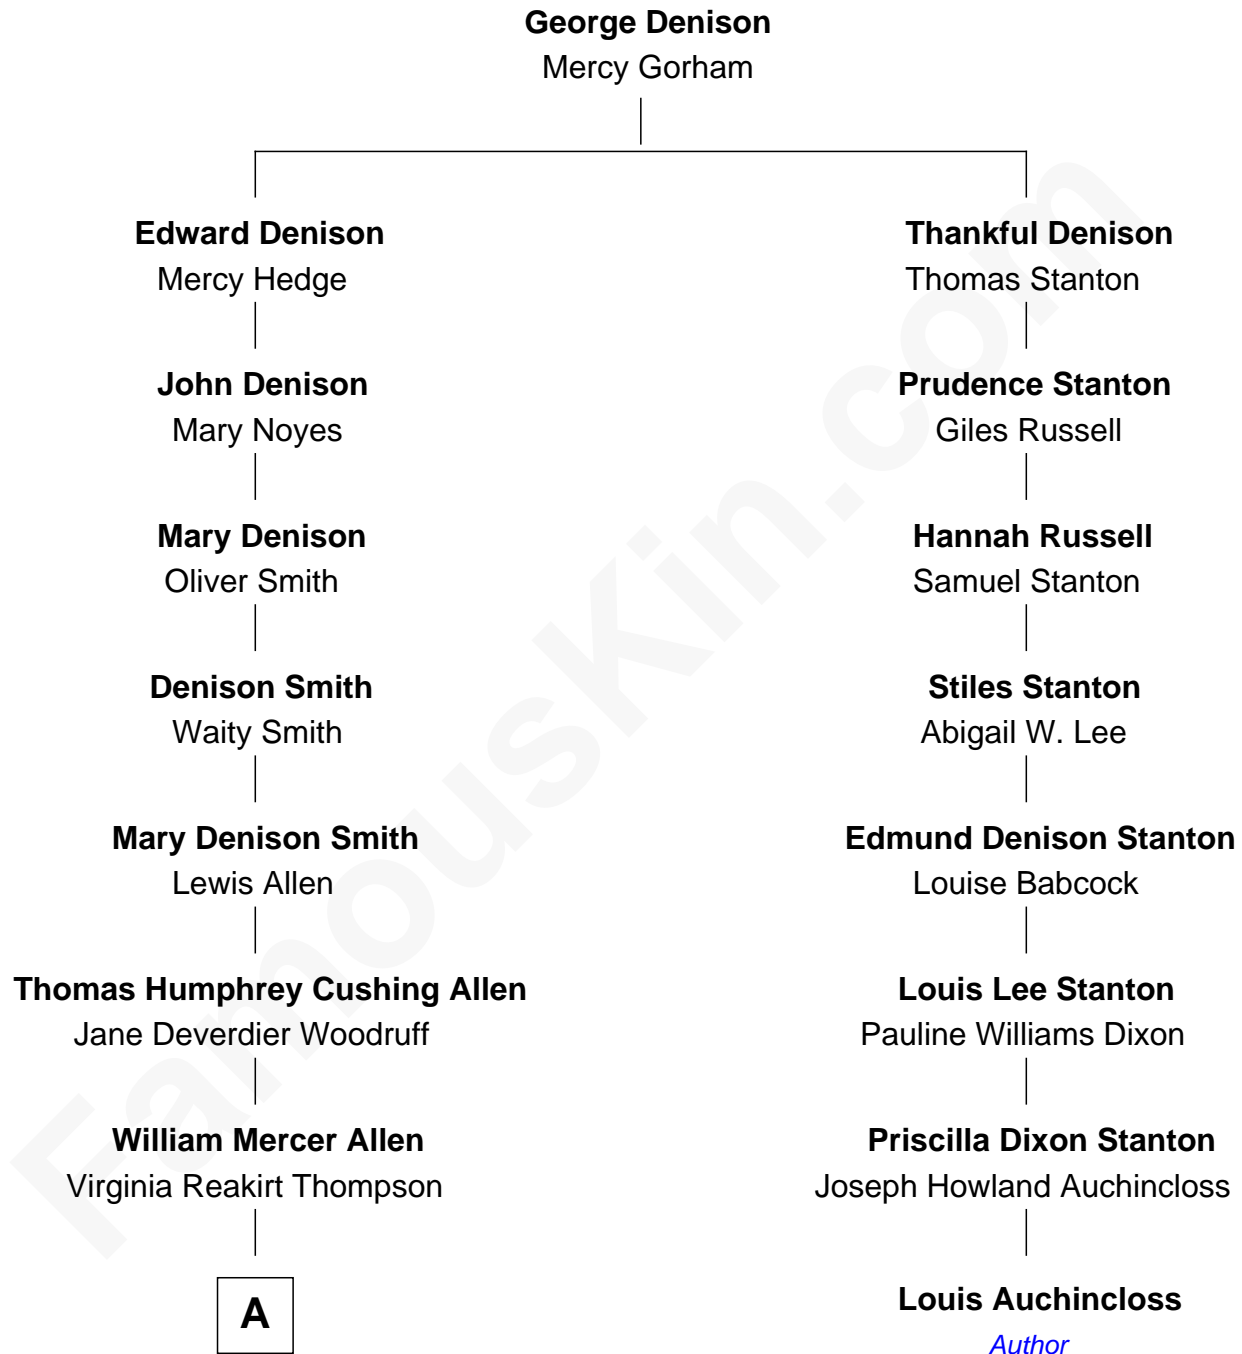 George Denison
Mercy Gorham
Edward Denison
Mercy Hedge
Thankful Denison
Thomas Stanton
John Denison
Mary Noyes
Prudence Stanton
Giles Russell
Mary Denison
Oliver Smith
Hannah Russell
Samuel Stanton
Denison Smith
Waity Smith
Stiles Stanton
Abigail W. Lee
Mary Denison Smith
Lewis Allen
Edmund Denison Stanton
Louise Babcock
Thomas Humphrey Cushing Allen
Jane Deverdier Woodruff
Louis Lee Stanton
Pauline Williams Dixon
William Mercer Allen
Virginia Reakirt Thompson
Priscilla Dixon Stanton
Joseph Howland Auchincloss
A
Louis Auchincloss
Author
FamousKin.com